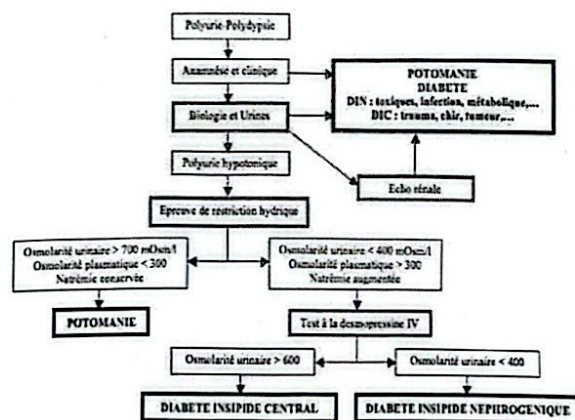 Polyurie-Polydypsie
Anamnèse et clinique
POTOMANIE
DIABETE
DIN : toxiques, infection, métabolique,...
DIC : trauma, chir, tumeur,...
Biologie et Urines
Polyurie hypotonique
Echo rénale
Epreuve de restriction hydrique
Osmolarité urinaire > 700 mOsm/l
Osmolarité plasmatique < 300
Natrémie conservée
Osmolarité urinaire < 400 mOsm/l
Osmolarité plasmatique > 300
Natrémie augmentée
POTOMANIE
Test à la desmopressine IV
Osmolarité urinaire > 600
Osmolarité urinaire < 400
DIABETE INSIPIDE CENTRAL
DIABETE INSIPIDE NEPHROGENIQUE